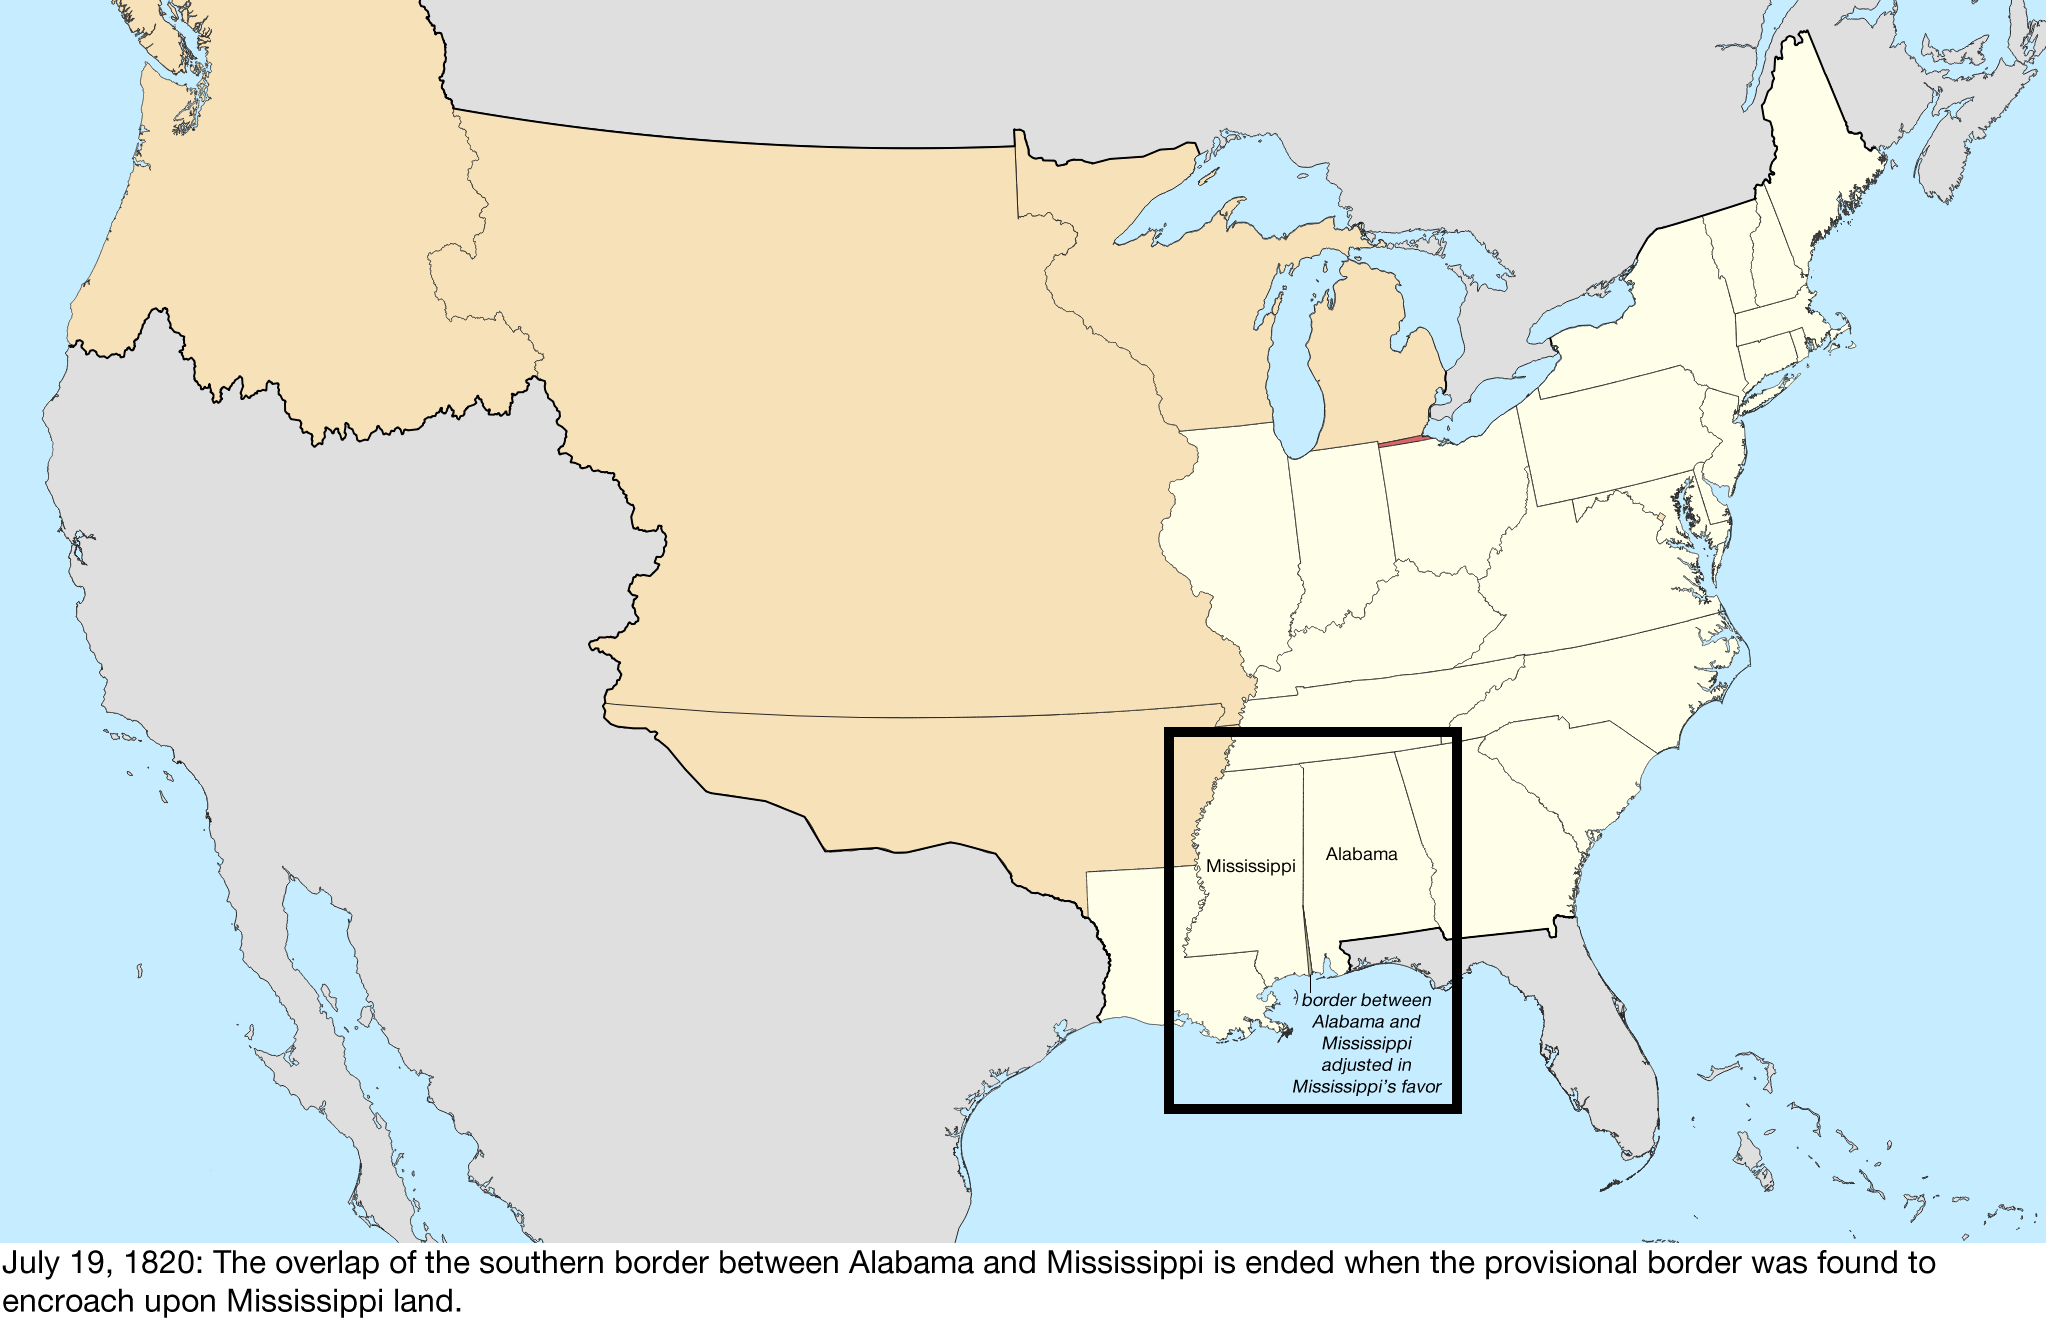 Mississippi
Alabama
border between
Alabama and
Mississippi
adjusted in
Mississippi's favor
July 19, 1820: The overlap of the southern border between Alabama and Mississippi is ended when the provisional border was found to
encroach upon Mississippi land.